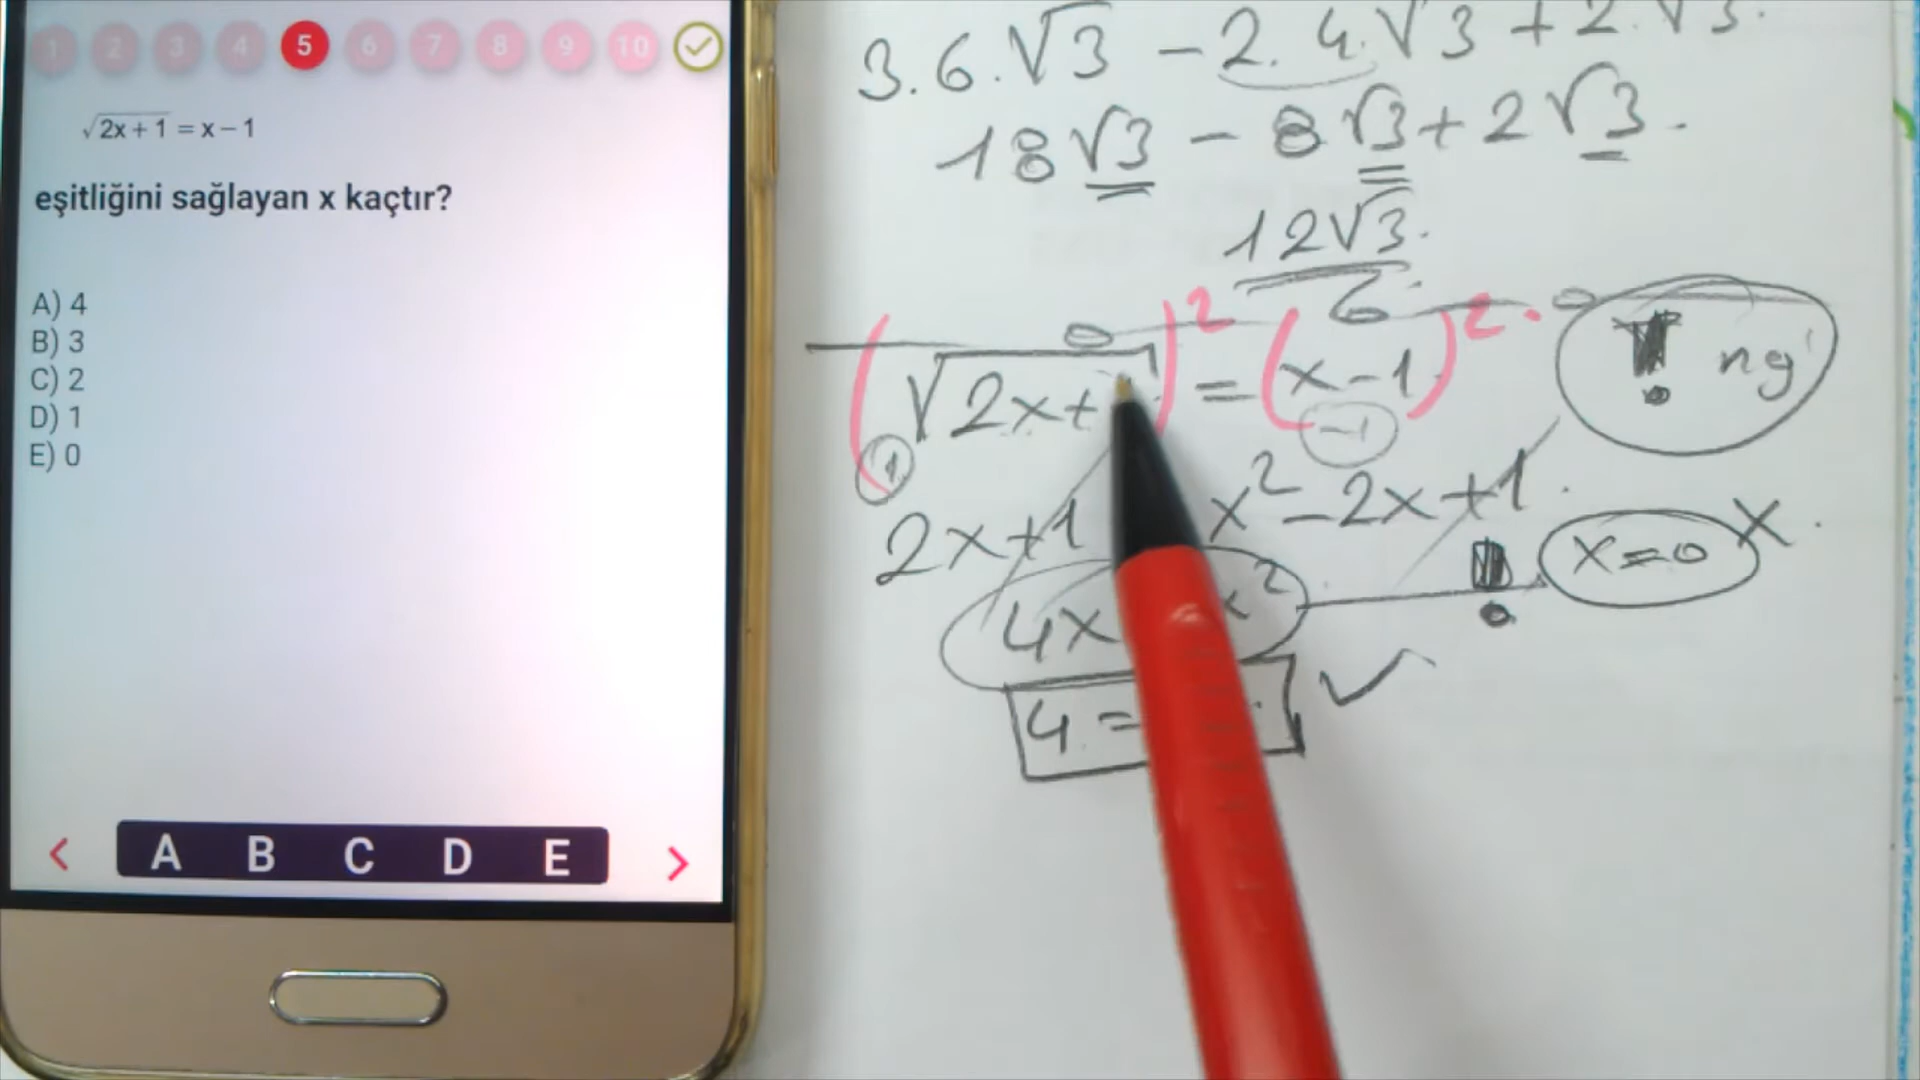 1 2 3 4 5 6 7 8 9 10
√2x + 1 = x − 1
eşitliğini sağlayan x kaçtır?
A) 4
B) 3
C) 2
D) 1
E) 0
< A B C D E >
3.6.√3 - 2.4.√3 + 2.√3.
18√3 - 8√3 + 2√3.
12√3.
6.
(√2x+ )² = (x-1)².
! ng
1
-1
2x+1 x²-2x+1.
x=0 X.
4x x²
!
4 = ✓